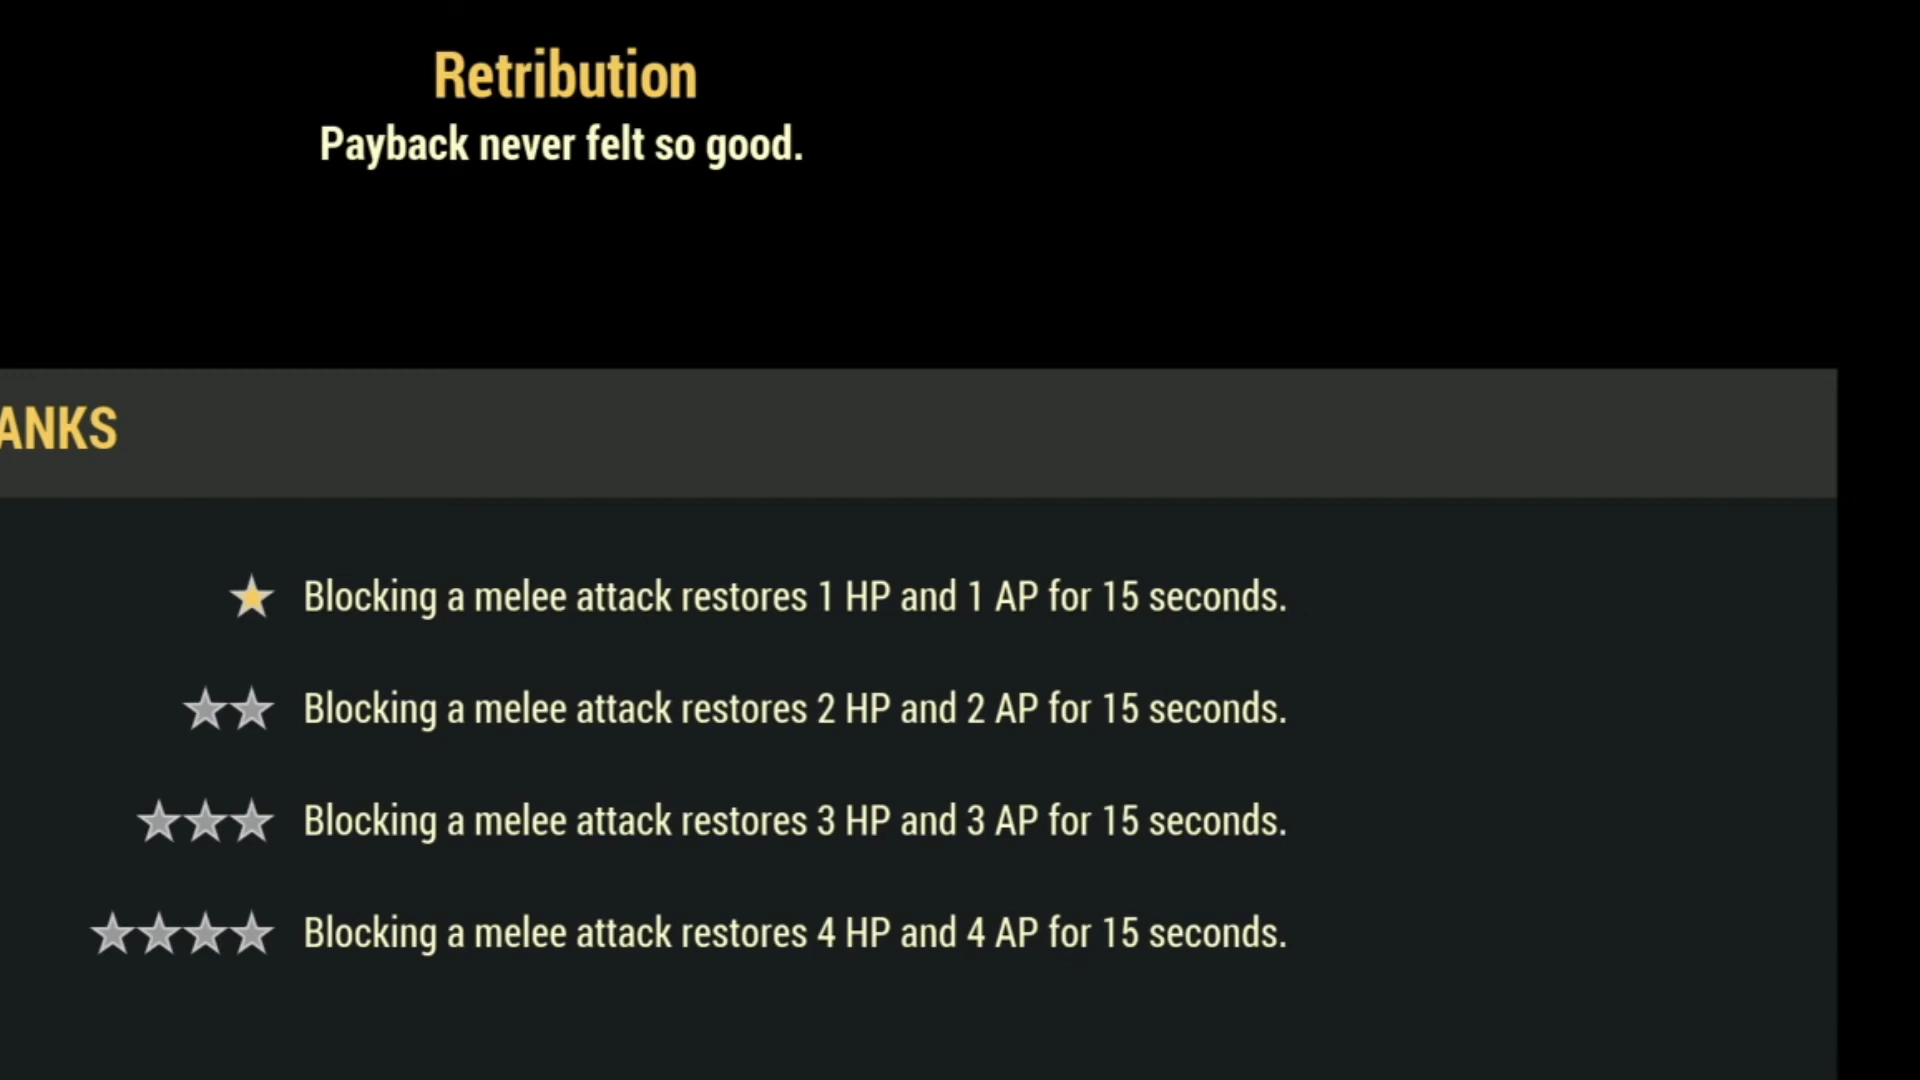 Retribution
Payback never felt so good.
ANKS
Blocking a melee attack restores 1 HP and 1 AP for 15 seconds.
Blocking a melee attack restores 2 HP and 2 AP for 15 seconds.
Blocking a melee attack restores 3 HP and 3 AP for 15 seconds.
Blocking a melee attack restores 4 HP and 4 AP for 15 seconds.